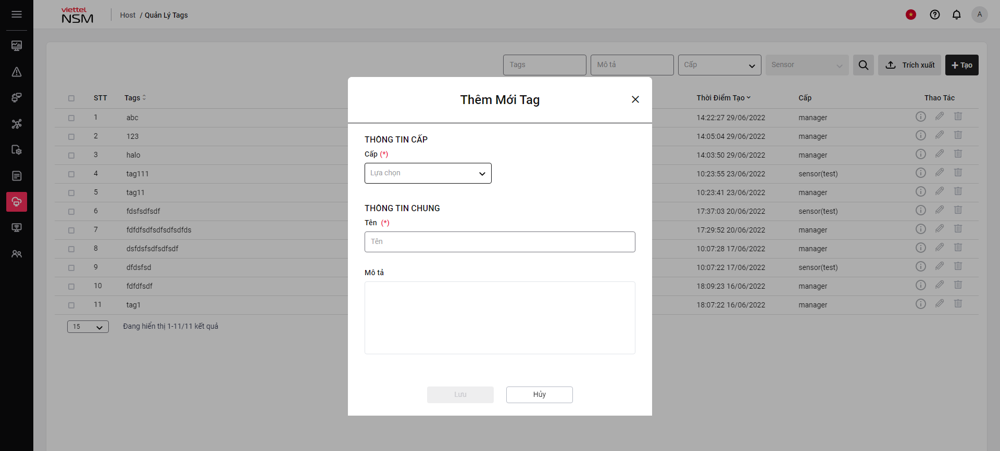 viettel
NSM
Host / Quản Lý Tags
A
Tags
Mô tả
Cấp
Sensor
Trích xuất
+ Tạo
STT Tags Thời Điểm Tạo Cấp Thao Tác
1 abc 14:22:27 29/06/2022 manager
2 123 14:05:04 29/06/2022 manager
3 halo 14:03:50 29/06/2022 manager
4 tag111 10:23:55 23/06/2022 sensor(test)
5 tag11 10:23:41 23/06/2022 manager
6 fdsfsdfsdf 17:37:03 20/06/2022 sensor(test)
7 fdfdfsdfsdfsdfsdfds 17:29:52 20/06/2022 manager
8 dsfdsfsdfsdfsdf 10:07:28 17/06/2022 manager
9 dfdsfsd 10:07:22 17/06/2022 sensor(test)
10 fdfdfsdf 18:09:23 16/06/2022 manager
11 tag1 18:07:22 16/06/2022 manager
15 Đang hiển thị 1-11/11 kết quả
Thêm Mới Tag
THÔNG TIN CẤP
Cấp (*)
Lựa chọn
THÔNG TIN CHUNG
Tên (*)
Tên
Mô tả
Lưu
Hủy